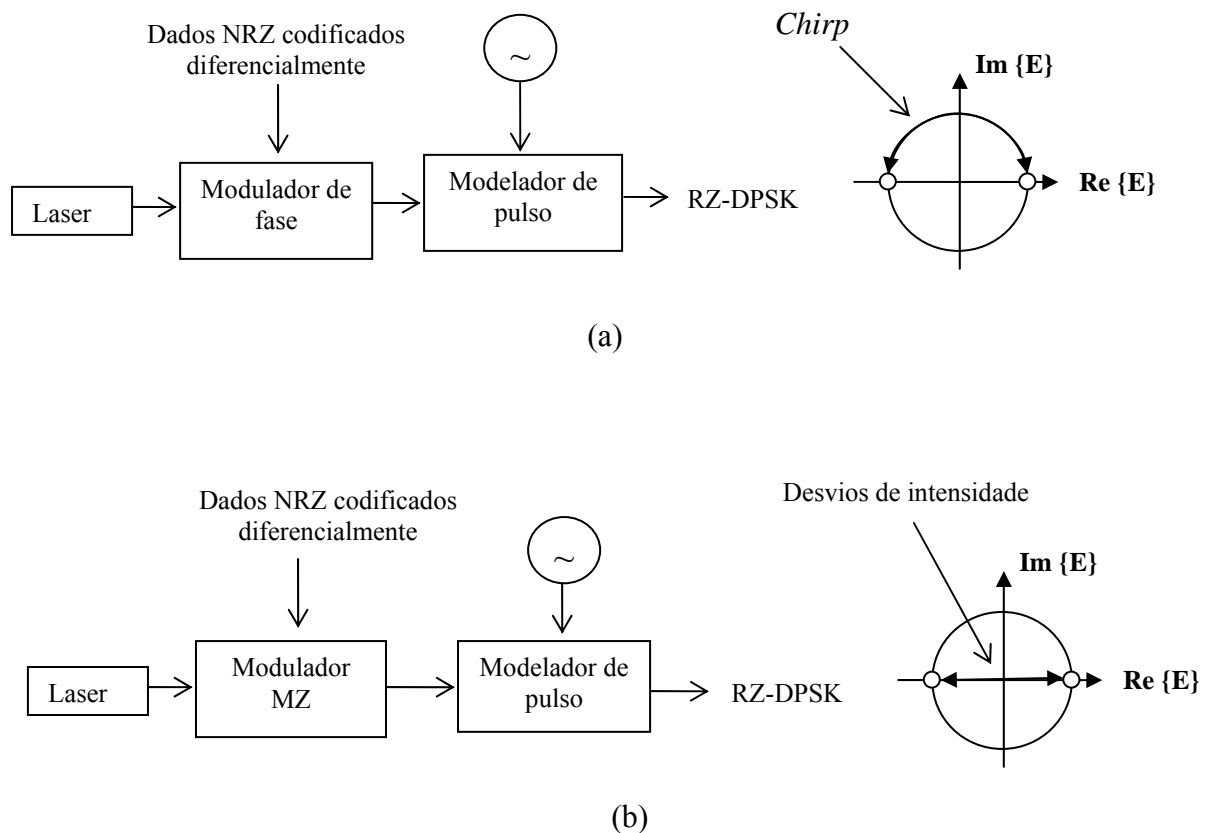 Dados NRZ codificados
diferencialmente
~
Chirp
Im {E}
Laser
Modulador de
fase
Modelador de
pulso
RZ-DPSK
Re {E}
(a)
Dados NRZ codificados
diferencialmente
~
Desvios de intensidade
Im {E}
Laser
Modulador
MZ
Modelador de
pulso
RZ-DPSK
Re {E}
(b)